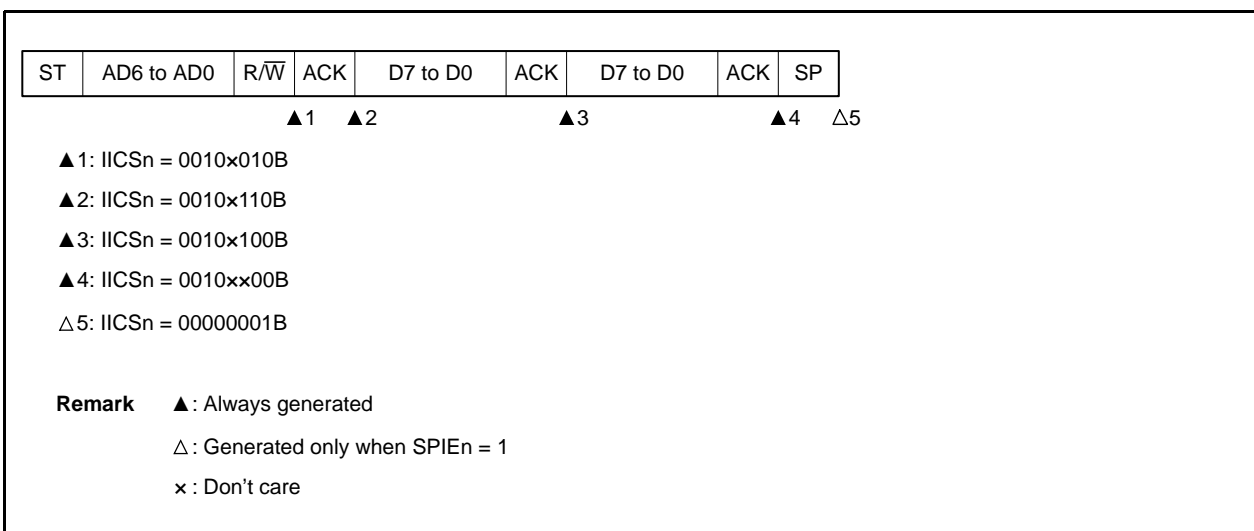 ST AD6 to AD0 R/W̅ ACK D7 to D0 ACK D7 to D0 ACK SP
▲1 ▲2 ▲3 ▲4 △5
▲1: IICSn = 0010×010B
▲2: IICSn = 0010×110B
▲3: IICSn = 0010×100B
▲4: IICSn = 0010××00B
△5: IICSn = 00000001B
Remark ▲: Always generated
△: Generated only when SPIEn = 1
×: Don't care